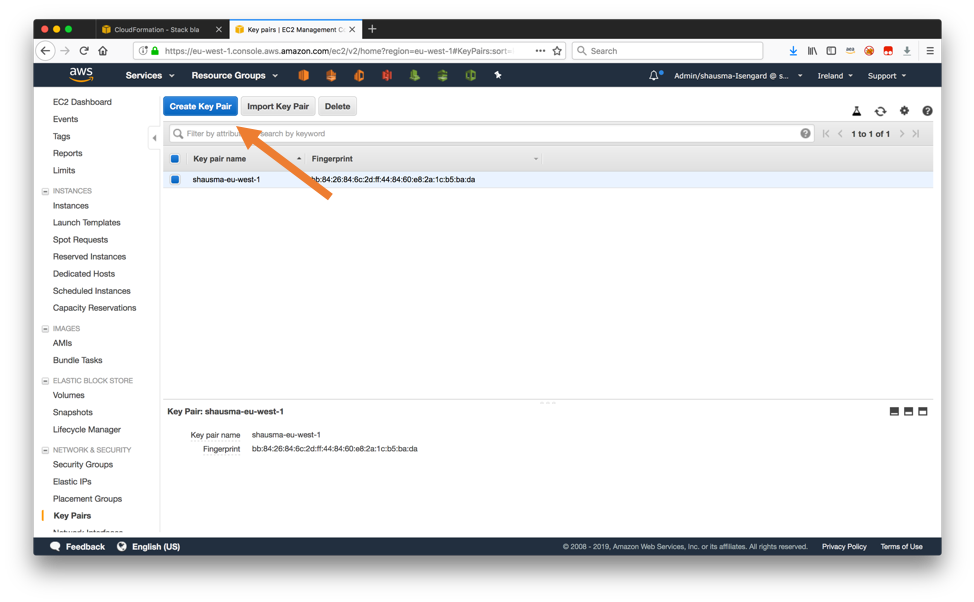 CloudFormation - Stack bla
Key pairs | EC2 Management Co
https://eu-west-1.console.aws.amazon.com/ec2/v2/home?region=eu-west-1#KeyPairs:sort=
Search
aws
Services
Resource Groups
Admin/shausma-Isengard @ s...
Ireland
Support
EC2 Dashboard
Events
Tags
Reports
Limits
INSTANCES
Instances
Launch Templates
Spot Requests
Reserved Instances
Dedicated Hosts
Scheduled Instances
Capacity Reservations
IMAGES
AMIs
Bundle Tasks
ELASTIC BLOCK STORE
Volumes
Snapshots
Lifecycle Manager
NETWORK & SECURITY
Security Groups
Elastic IPs
Placement Groups
Key Pairs
Network Interfaces
Create Key Pair
Import Key Pair
Delete
Filter by attribu search by keyword
1 to 1 of 1
Key pair name
Fingerprint
shausma-eu-west-1
bb:84:26:84:6c:2d:ff:44:84:60:e8:2a:1c:b5:ba:da
Key Pair: shausma-eu-west-1
Key pair name shausma-eu-west-1
Fingerprint bb:84:26:84:6c:2d:ff:44:84:60:e8:2a:1c:b5:ba:da
Feedback
English (US)
© 2008 - 2019, Amazon Web Services, Inc. or its affiliates. All rights reserved.
Privacy Policy
Terms of Use